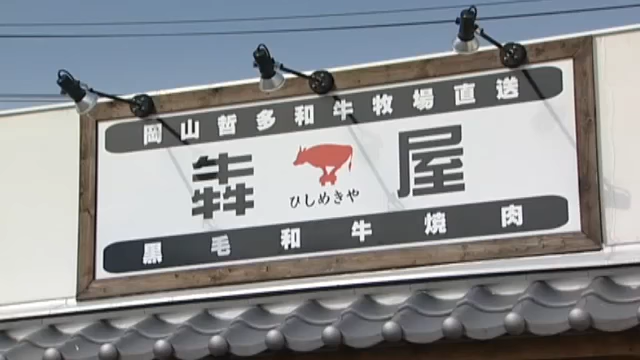 岡山哲多和牛牧場直送
犇屋
ひしめきや
黒毛和牛焼肉